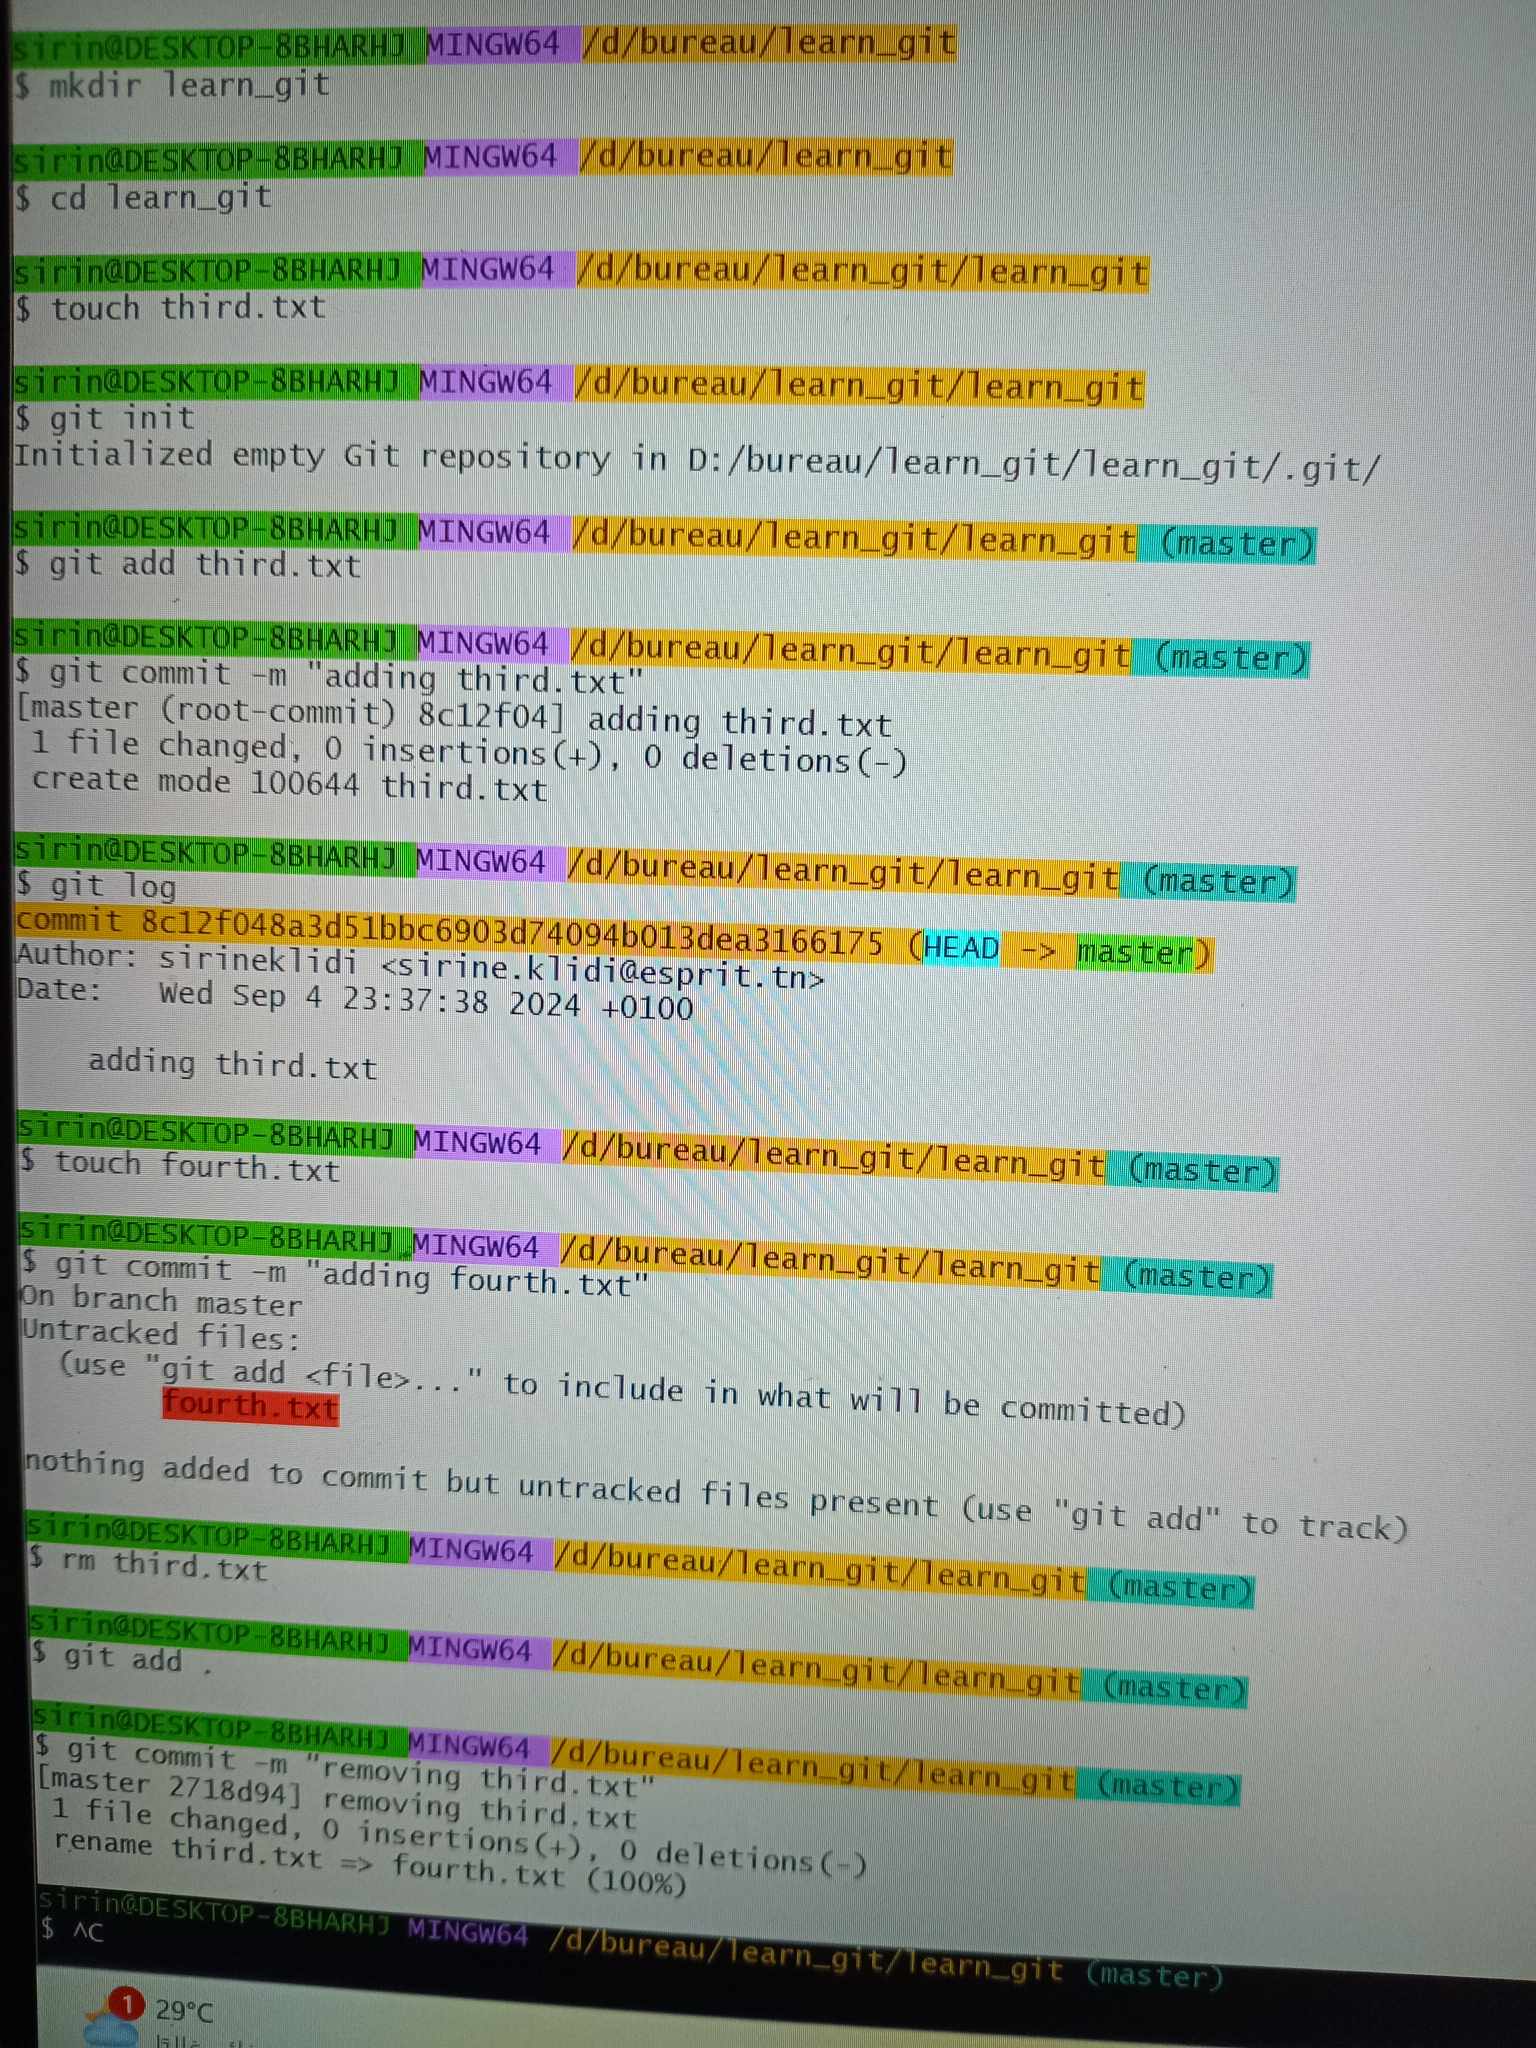 sirin@DESKTOP-8BHARHJ MINGW64 /d/bureau/learn_git
$ mkdir learn_git
sirin@DESKTOP-8BHARHJ MINGW64 /d/bureau/learn_git
$ cd learn_git
sirin@DESKTOP-8BHARHJ MINGW64 /d/bureau/learn_git/learn_git
$ touch third.txt
sirin@DESKTOP-8BHARHJ MINGW64 /d/bureau/learn_git/learn_git
$ git init
Initialized empty Git repository in D:/bureau/learn_git/learn_git/.git/
sirin@DESKTOP-8BHARHJ MINGW64 /d/bureau/learn_git/learn_git (master)
$ git add third.txt
sirin@DESKTOP-8BHARHJ MINGW64 /d/bureau/learn_git/learn_git (master)
$ git commit -m "adding third.txt"
[master (root-commit) 8c12f04] adding third.txt
 1 file changed, 0 insertions(+), 0 deletions(-)
 create mode 100644 third.txt
sirin@DESKTOP-8BHARHJ MINGW64 /d/bureau/learn_git/learn_git (master)
$ git log
commit 8c12f048a3d51bbc6903d74094b013dea3166175 (HEAD -> master)
Author: sirineklidi <sirine.klidi@esprit.tn>
Date:   Wed Sep 4 23:37:38 2024 +0100
    adding third.txt
sirin@DESKTOP-8BHARHJ MINGW64 /d/bureau/learn_git/learn_git (master)
$ touch fourth.txt
sirin@DESKTOP-8BHARHJ MINGW64 /d/bureau/learn_git/learn_git (master)
$ git commit -m "adding fourth.txt"
On branch master
Untracked files:
  (use "git add <file>..." to include in what will be committed)
        fourth.txt
nothing added to commit but untracked files present (use "git add" to track)
sirin@DESKTOP-8BHARHJ MINGW64 /d/bureau/learn_git/learn_git (master)
$ rm third.txt
sirin@DESKTOP-8BHARHJ MINGW64 /d/bureau/learn_git/learn_git (master)
$ git add .
sirin@DESKTOP-8BHARHJ MINGW64 /d/bureau/learn_git/learn_git (master)
$ git commit -m "removing third.txt"
[master 2718d94] removing third.txt
 1 file changed, 0 insertions(+), 0 deletions(-)
 rename third.txt => fourth.txt (100%)
sirin@DESKTOP-8BHARHJ MINGW64 /d/bureau/learn_git/learn_git (master)
$ ^C
1
29°C